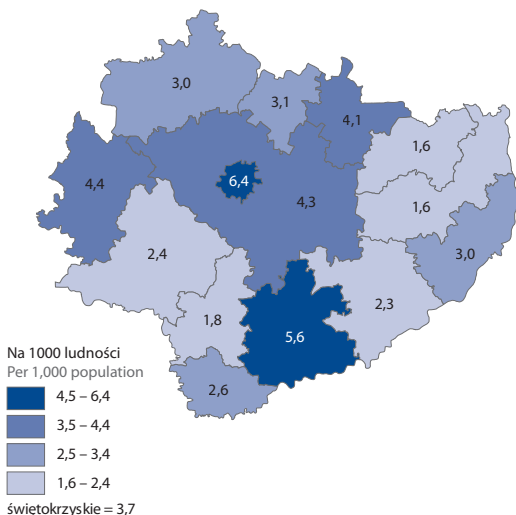 3,0
3,1
4,1
1,6
4,4
6,4
4,3
1,6
2,4
3,0
2,3
1,8
5,6
2,6
Na 1000 ludności
Per 1,000 population
4,5 – 6,4
3,5 – 4,4
2,5 – 3,4
1,6 – 2,4
świętokrzyskie = 3,7